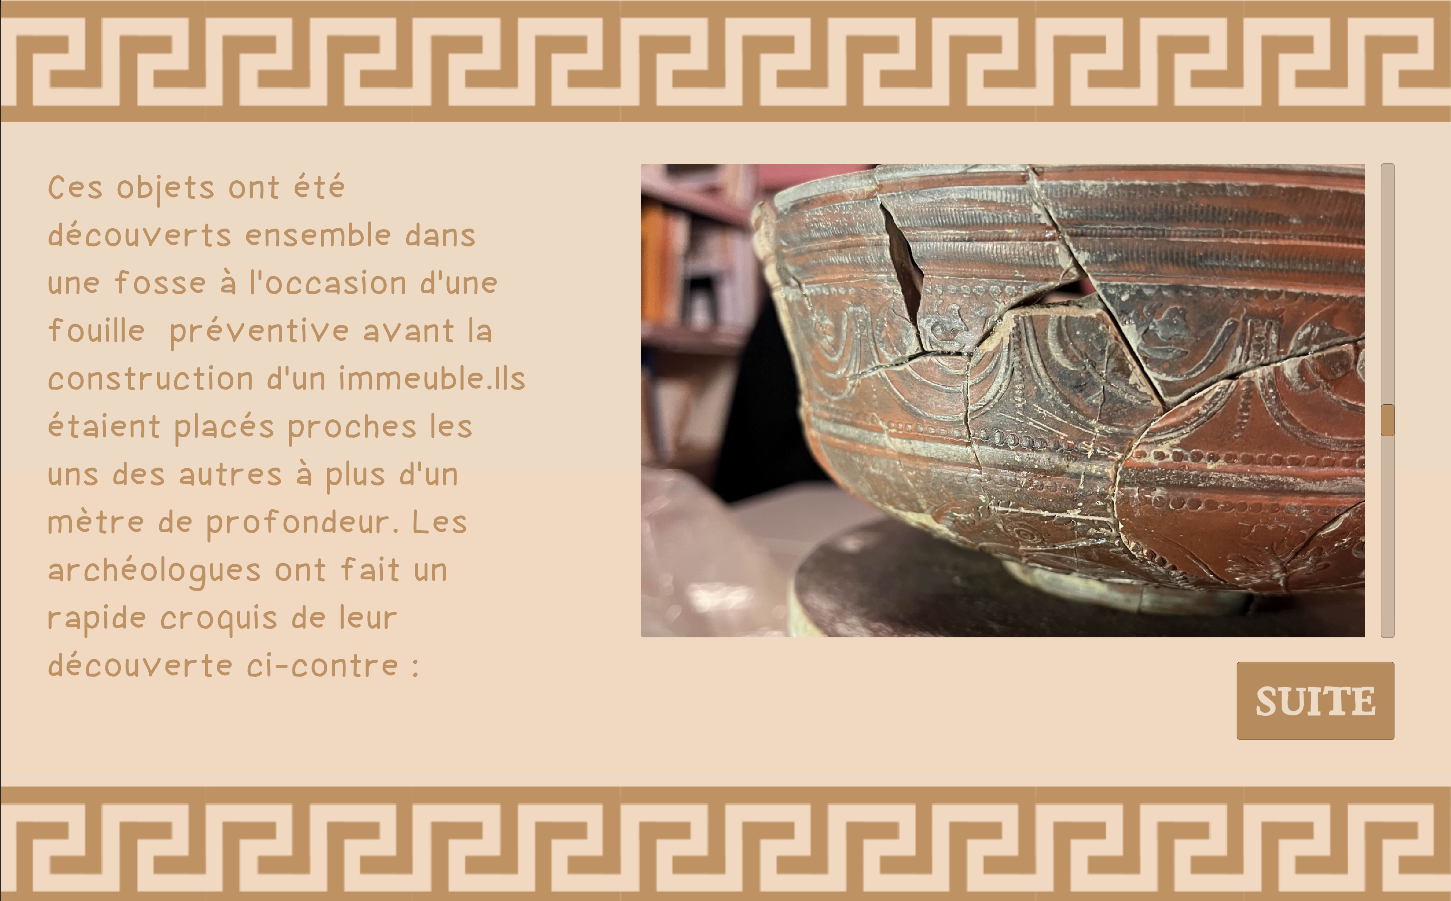 Ces objets ont été
découverts ensemble dans
une fosse à l'occasion d'une
fouille  préventive avant la
construction d'un immeuble.Ils
étaient placés proches les
uns des autres à plus d'un
mètre de profondeur. Les
archéologues ont fait un
rapide croquis de leur
découverte ci-contre :
SUITE